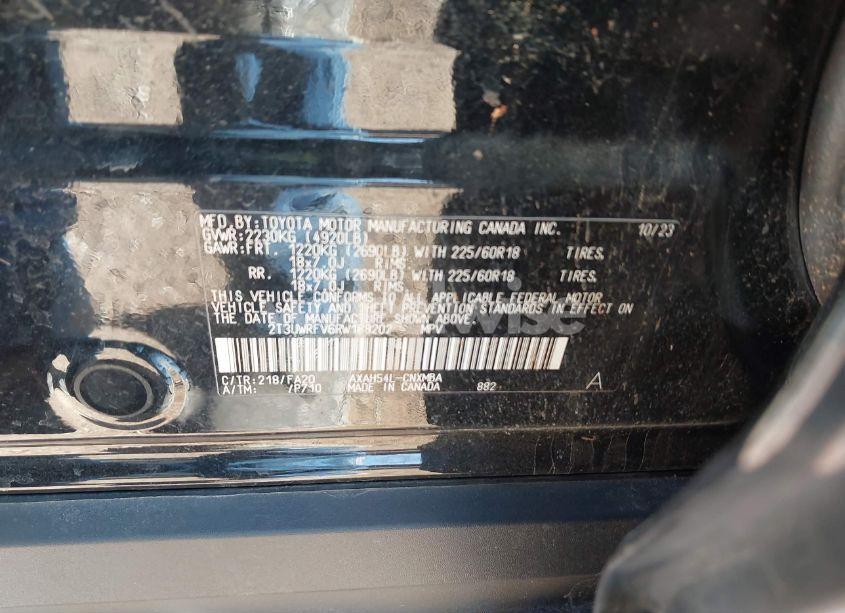 MFD.BY:TOYOTA MOTOR MANUFACTURING CANADA INC. 10/23
GVWR:2230KG (4920LB)
GAWR:FRT. 1220KG (2690LB) WITH 225/60R18 TIRES.
18x7.0J RIMS
RR. 1220KG (2690LB) WITH 225/60R18 TIRES.
18x7.0J RIMS
THIS VEHICLE CONFORMS TO ALL APPLICABLE FEDERAL MOTOR
VEHICLE SAFETY AND THEFT PREVENTION STANDARDS IN EFFECT ON
THE DATE OF MANUFACTURE SHOWN ABOVE.
MPV
C/TR:218/FA20 AXAH54L-CNXMBA
A/TM: /P710 MADE IN CANADA 882 A